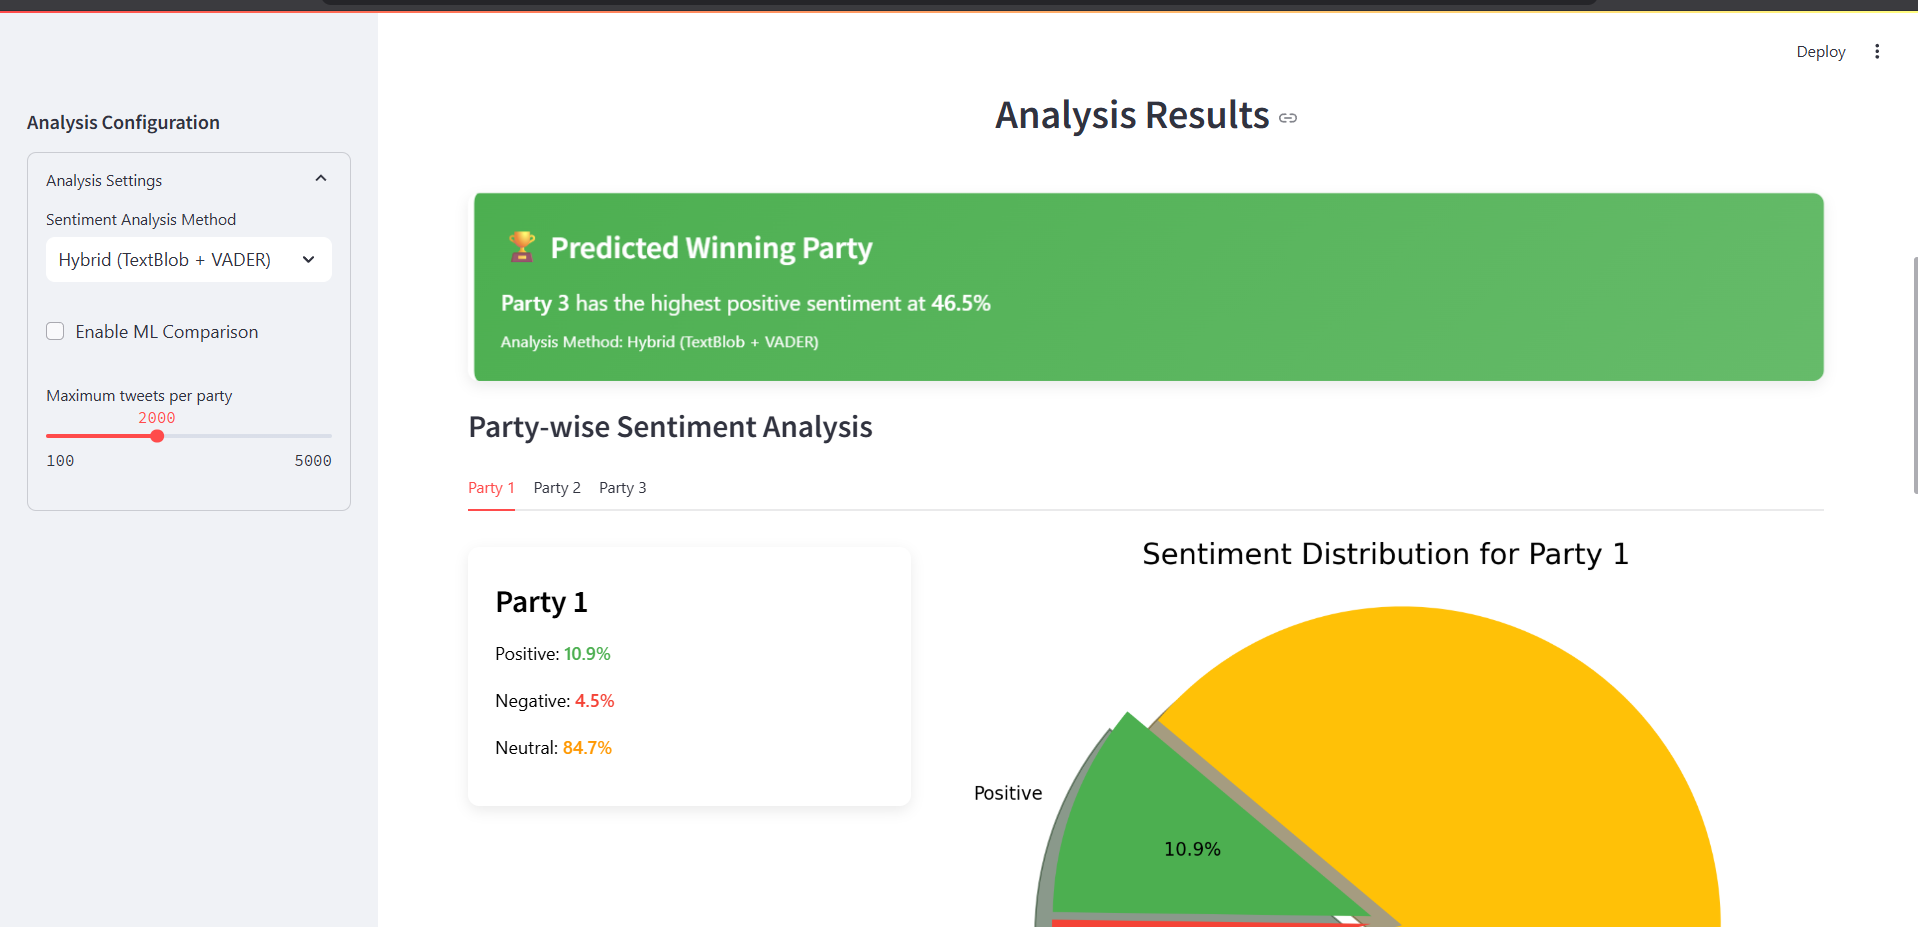 Deploy
Analysis Configuration
Analysis Settings
Sentiment Analysis Method
Hybrid (TextBlob + VADER)
Enable ML Comparison
Maximum tweets per party
2000
100 5000
Analysis Results
Predicted Winning Party
Party 3 has the highest positive sentiment at 46.5%
Analysis Method: Hybrid (TextBlob + VADER)
Party-wise Sentiment Analysis
Party 1 Party 2 Party 3
Party 1
Positive: 10.9%
Negative: 4.5%
Neutral: 84.7%
Sentiment Distribution for Party 1
Positive
10.9%